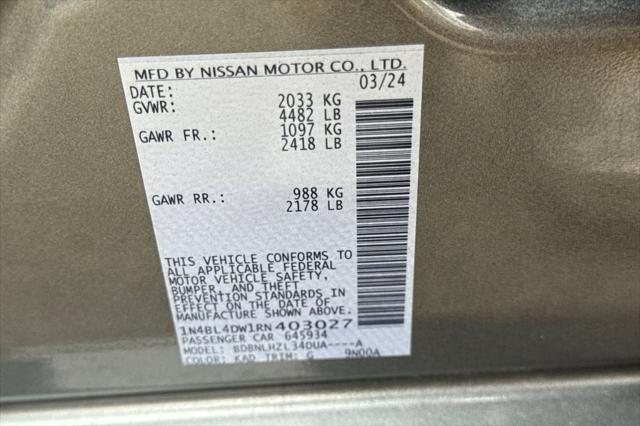 MFD BY NISSAN MOTOR CO., LTD.
DATE: 03/24
GVWR: 2033 KG
4482 LB
GAWR FR.: 1097 KG
2418 LB
GAWR RR.: 988 KG
2178 LB
THIS VEHICLE CONFORMS TO
ALL APPLICABLE FEDERAL
MOTOR VEHICLE SAFETY,
BUMPER, AND THEFT
PREVENTION STANDARDS IN
EFFECT ON THE DATE OF
MANUFACTURE SHOWN ABOVE.
1N4BL4DW1RN403027
PASSENGER CAR 645934
MODEL: BDBNLHZL34DUA----A
COLOR: KAD TRIM: G 9N00A